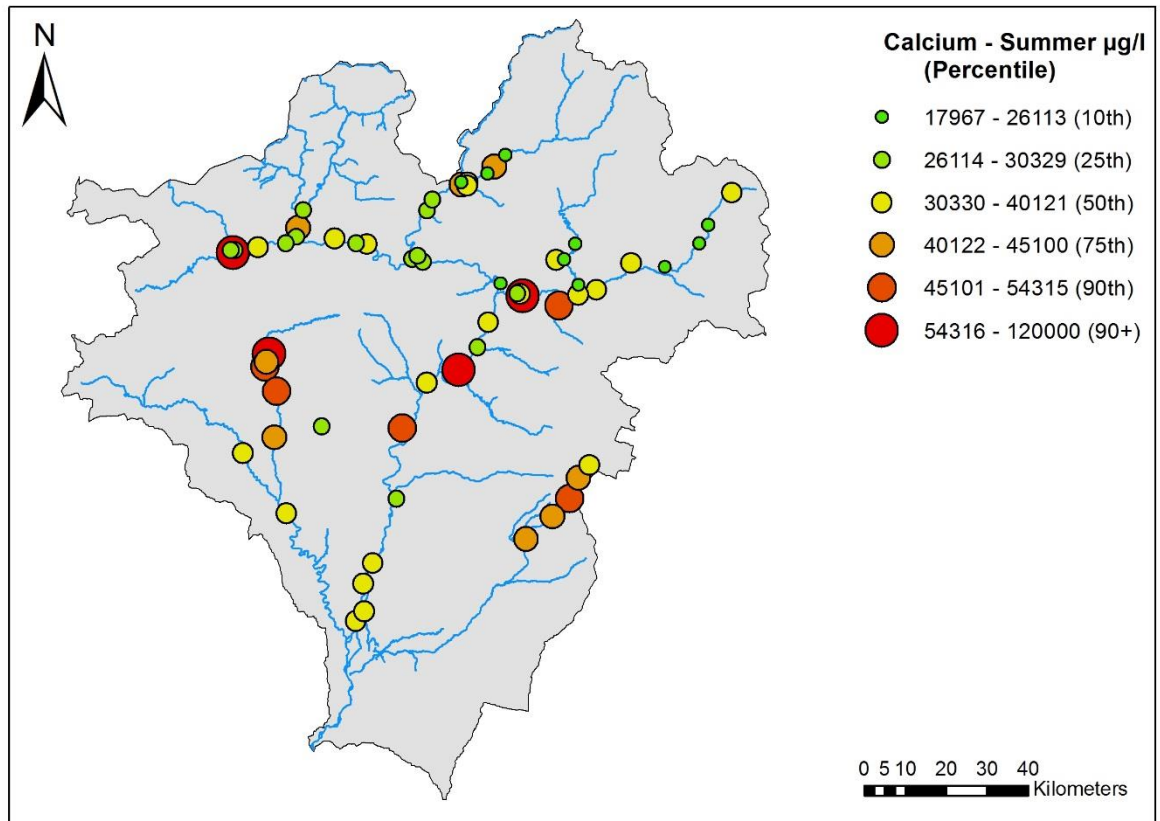 N
Calcium - Summer µg/l
(Percentile)
17967 - 26113 (10th)
26114 - 30329 (25th)
30330 - 40121 (50th)
40122 - 45100 (75th)
45101 - 54315 (90th)
54316 - 120000 (90+)
0 5 10 20 30 40
Kilometers